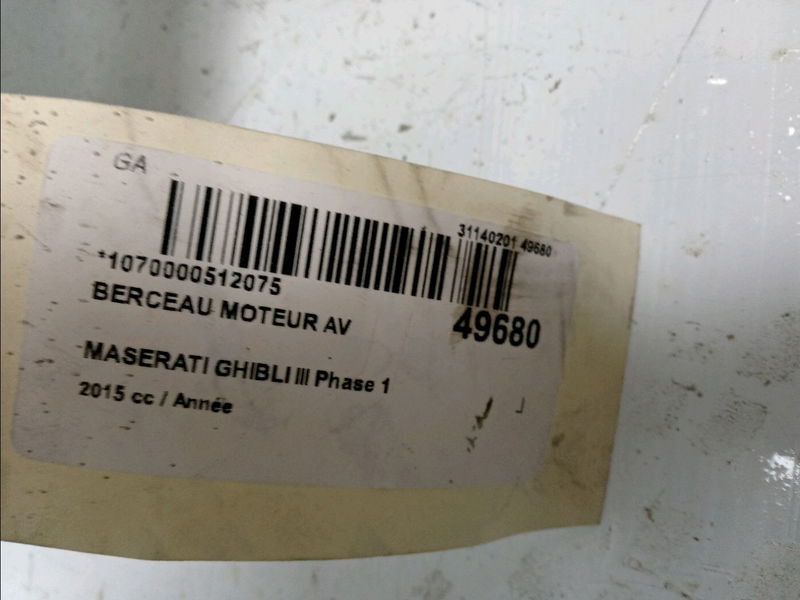 GA
31140201 49680
*1070000512075
BERCEAU MOTEUR AV
49680
MASERATI GHIBLI III Phase 1
2015 cc / Année